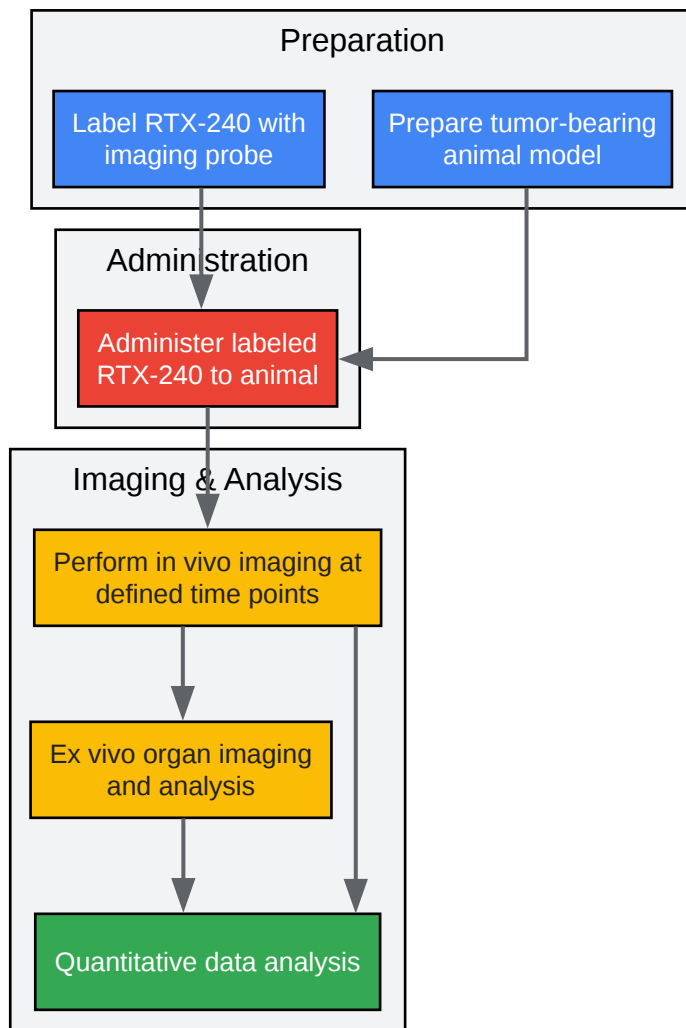 Preparation
Label RTX-240 with
imaging probe
Prepare tumor-bearing
animal model
Administration
Administer labeled
RTX-240 to animal
Imaging & Analysis
Perform in vivo imaging at
defined time points
Ex vivo organ imaging
and analysis
Quantitative data analysis